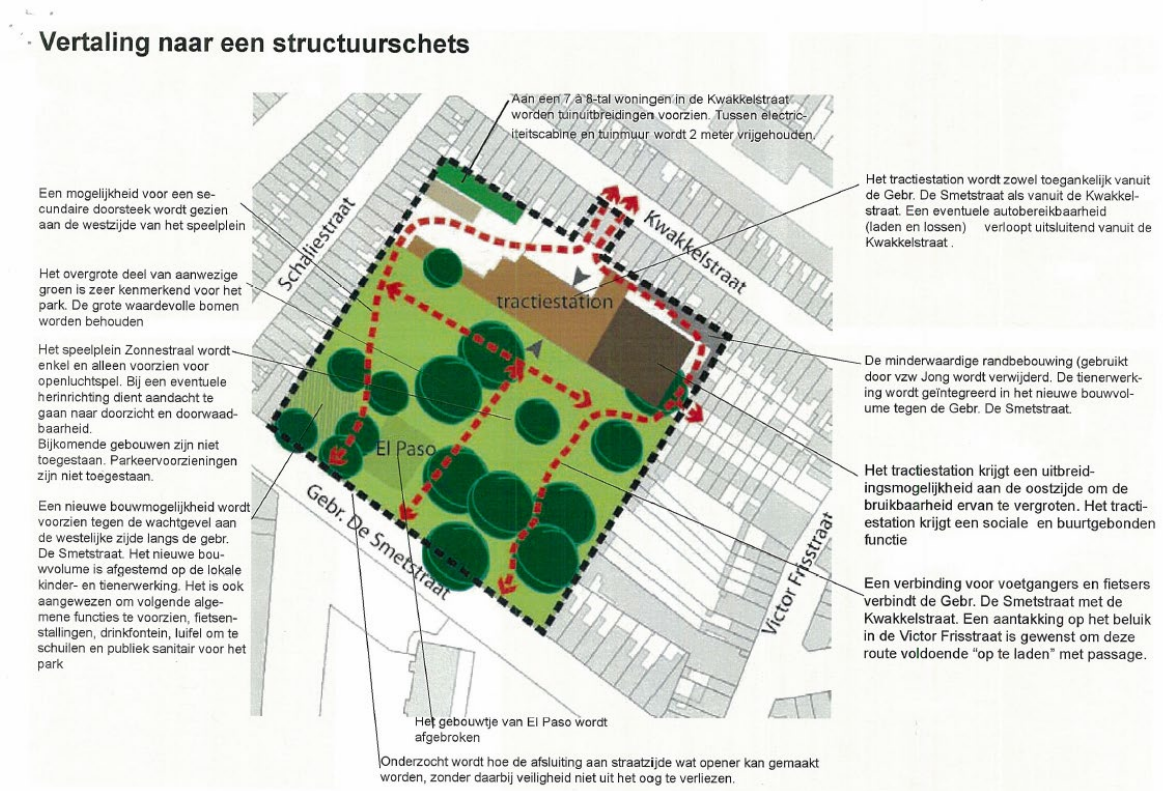 Vertaling naar een structuurschets
Aan een 7 à 8-tal woningen in de Kwakkelstraat
worden tuinuitbreidingen voorzien. Tussen electric-
iteitscabine en tuinmuur wordt 2 meter vrijgehouden.
Een mogelijkheid voor een se-
cundaire doorsteek wordt gezien
aan de westzijde van het speelplein
Het overgrote deel van aanwezige
groen is zeer kenmerkend voor het
park. De grote waardevolle bomen
worden behouden
Het speelplein Zonnestraal wordt
enkel en alleen voorzien voor
openluchtspel. Bij een eventuele
herinrichting dient aandacht te
gaan naar doorzicht en doorwaad-
baarheid.
Bijkomende gebouwen zijn niet
toegestaan. Parkeervoorzieningen
zijn niet toegestaan.
Een nieuwe bouwmogelijkheid wordt
voorzien tegen de wachtgevel aan
de westelijke zijde langs de gebr.
De Smetstraat. Het nieuwe bou-
wvolume is afgestemd op de lokale
kinder- en tienerwerking. Het is ook
aangewezen om volgende alge-
mene functies te voorzien, fietsen-
stallingen, drinkfontein, luifel om te
schuilen en publiek sanitair voor het
park
Schaliestraat
Kwakkelstraat
tractiestation
El Paso
Gebr. De Smetstraat
Victor Frisstraat
Het tractiestation wordt zowel toegankelijk vanuit
de Gebr. De Smetstraat als vanuit de Kwakkel-
straat. Een eventuele autobereikbaarheid
(laden en lossen) verloopt uitsluitend vanuit de
Kwakkelstraat .
De minderwaardige randbebouwing (gebruikt
door vzw Jong wordt verwijderd. De tienerwerk-
ing wordt geïntegreerd in het nieuwe bouwvol-
ume tegen de Gebr. De Smetstraat.
Het tractiestation krijgt een uitbreid-
ingsmogelijkheid aan de oostzijde om de
bruikbaarheid ervan te vergroten. Het tracti-
estation krijgt een sociale en buurtgebonden
functie
Een verbinding voor voetgangers en fietsers
verbindt de Gebr. De Smetstraat met de
Kwakkelstraat. Een aantakking op het beluik
in de Victor Frisstraat is gewenst om deze
route voldoende “op te laden” met passage.
Het gebouwtje van El Paso wordt
afgebroken
Onderzocht wordt hoe de afsluiting aan straatzijde wat opener kan gemaakt
worden, zonder daarbij veiligheid niet uit het oog te verliezen.